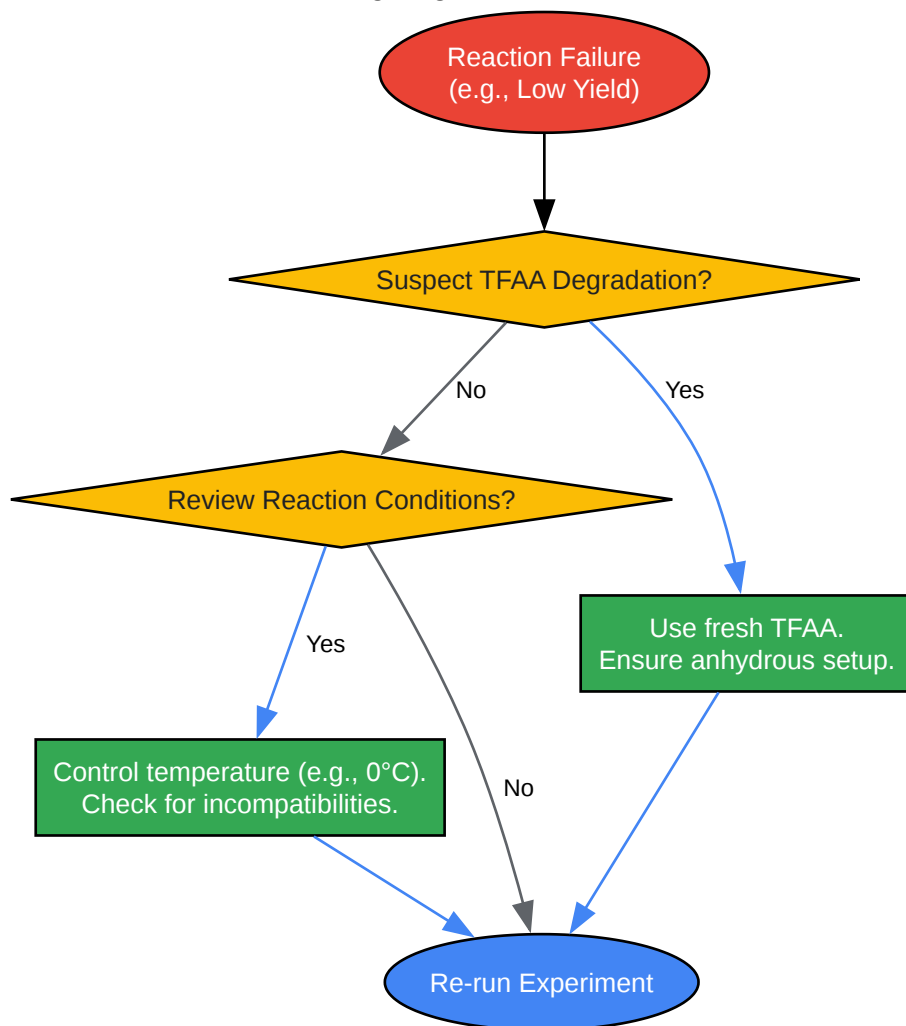 Reaction Failure
(e.g., Low Yield)
Suspect TFAA Degradation?
No
Yes
Review Reaction Conditions?
Use fresh TFAA.
Ensure anhydrous setup.
Yes
Control temperature (e.g., 0°C).
Check for incompatibilities.
No
Re-run Experiment